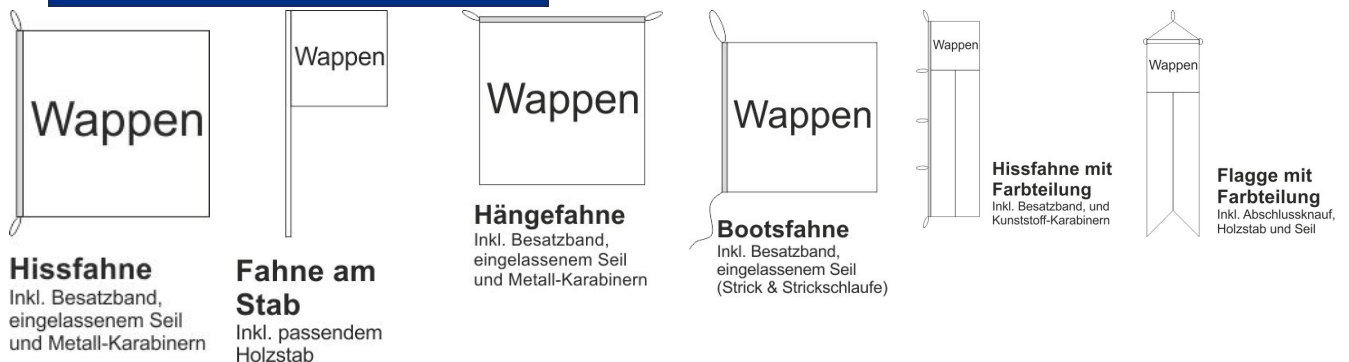 Wappen
Hissfahne
Inkl. Besatzband,
eingelassenem Seil
und Metall-Karabinern
Wappen
Fahne am
Stab
Inkl. passendem
Holzstab
Wappen
Hängefahne
Inkl. Besatzband,
eingelassenem Seil
und Metall-Karabinern
Wappen
Bootsfahne
Inkl. Besatzband,
eingelassenem Seil
(Strick & Strickschlaufe)
Wappen
Hissfahne mit
Farbteilung
Inkl. Besatzband, und
Kunststoff-Karabinern
Wappen
Flagge mit
Farbteilung
Inkl. Abschlussknauf,
Holzstab und Seil